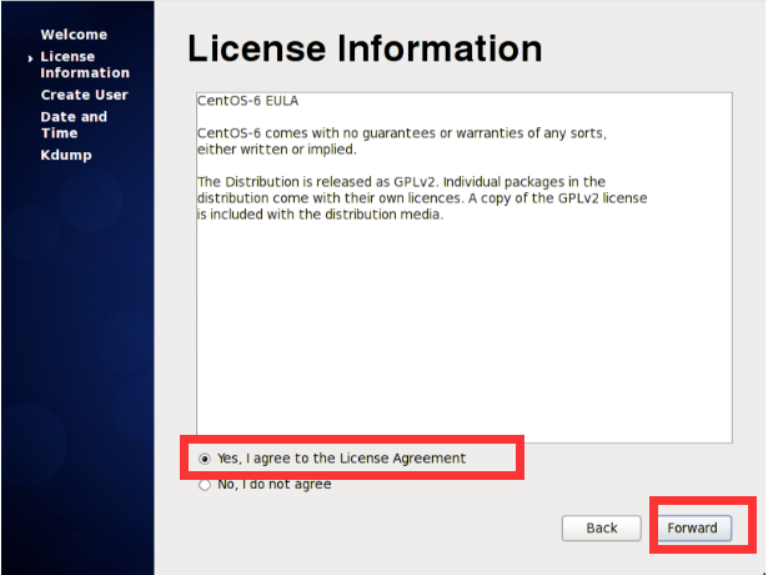 Welcome
License
Information
Create User
Date and
Time
Kdump
License Information
CentOS-6 EULA
CentOS-6 comes with no guarantees or warranties of any sorts,
either written or implied.
The Distribution is released as GPLv2. Individual packages in the
distribution come with their own licences. A copy of the GPLv2 license
is included with the distribution media.
Yes, I agree to the License Agreement
No, I do not agree
Back
Forward